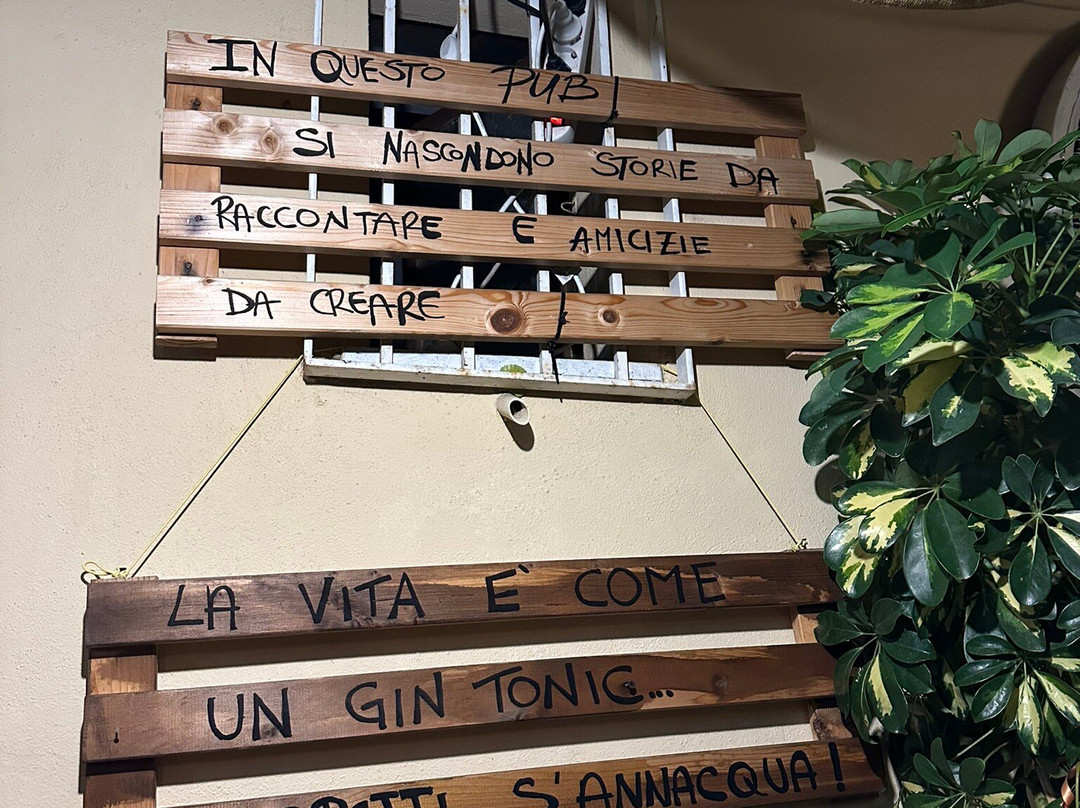 IN QUESTO PUB
SI NASCONDONO STORIE DA
RACCONTARE E AMICIZIE
DA CREARE
LA VITA E' COME
UN GIN TONIC...
S'ANNACQUA!